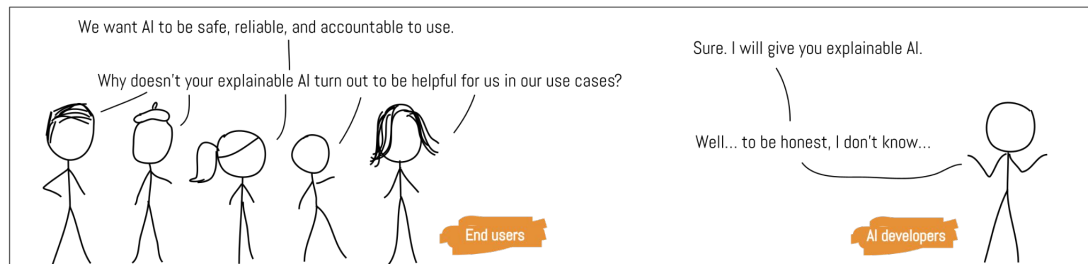 We want AI to be safe, reliable, and accountable to use.
Sure. I will give you explainable AI.
Why doesn't your explainable AI turn out to be helpful for us in our use cases?
Well... to be honest, I don't know...
End users
AI developers